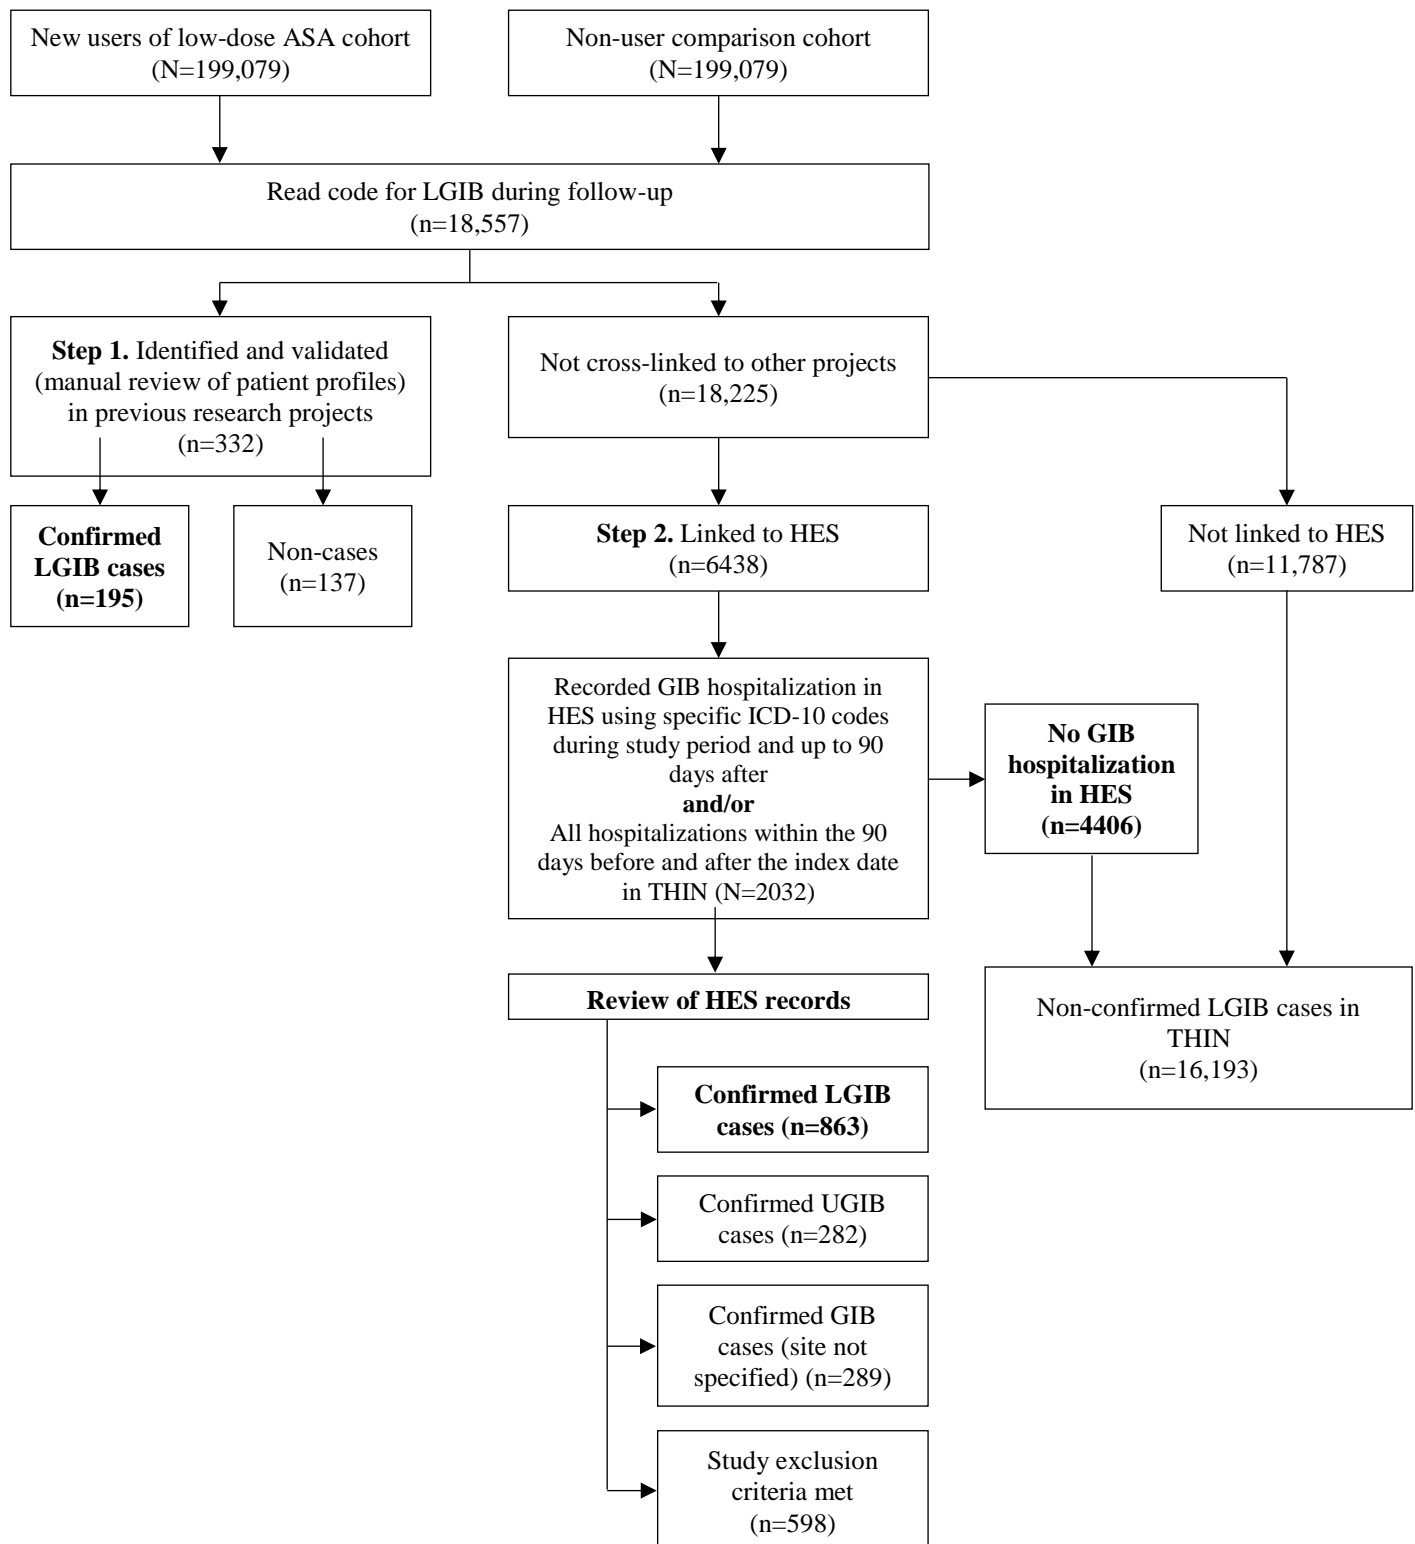 New users of low-dose ASA cohort
(N=199,079)
Non-user comparison cohort
(N=199,079)
Read code for LGIB during follow-up
(n=18,557)
Step 1. Identified and validated
(manual review of patient profiles)
in previous research projects
(n=332)
Not cross-linked to other projects
(n=18,225)
Confirmed
LGIB cases
(n=195)
Non-cases
(n=137)
Step 2. Linked to HES
(n=6438)
Not linked to HES
(n=11,787)
Recorded GIB hospitalization in
HES using specific ICD-10 codes
during study period and up to 90
days after
and/or
All hospitalizations within the 90
days before and after the index date
in THIN (N=2032)
No GIB
hospitalization
in HES
(n=4406)
Review of HES records
Non-confirmed LGIB cases in
THIN
(n=16,193)
Confirmed LGIB
cases (n=863)
Confirmed UGIB
cases (n=282)
Confirmed GIB
cases (site not
specified) (n=289)
Study exclusion
criteria met
(n=598)